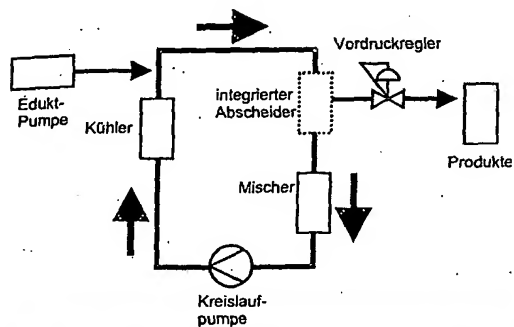 Vordruckregler
Edukt-
Pumpe
Kühler
integrierter
Abscheider
Produkte
Mischer
Kreislauf-
pumpe